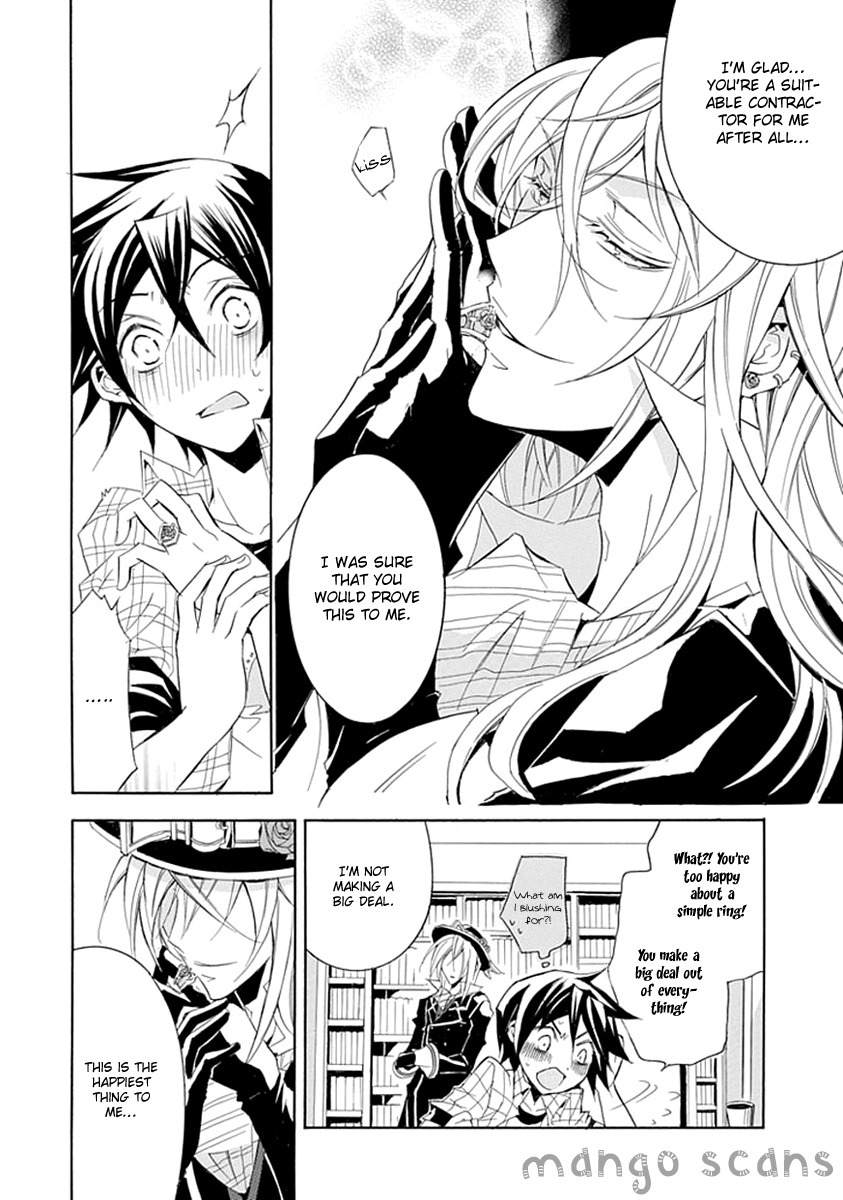 I'M GLAD...
YOU'RE A SUIT-
ABLE CONTRAC-
TOR FOR ME
AFTER ALL...
kiss
I WAS SURE
THAT YOU
WOULD PROVE
THIS TO ME.
.....
What?! You're
too happy
about a
simple ring!
You make a
big deal out
of every-
thing!
What am
I blushing
for?!
I'M NOT
MAKING A
BIG DEAL.
THIS IS THE
HAPPIEST
THING TO
ME...
mango scans